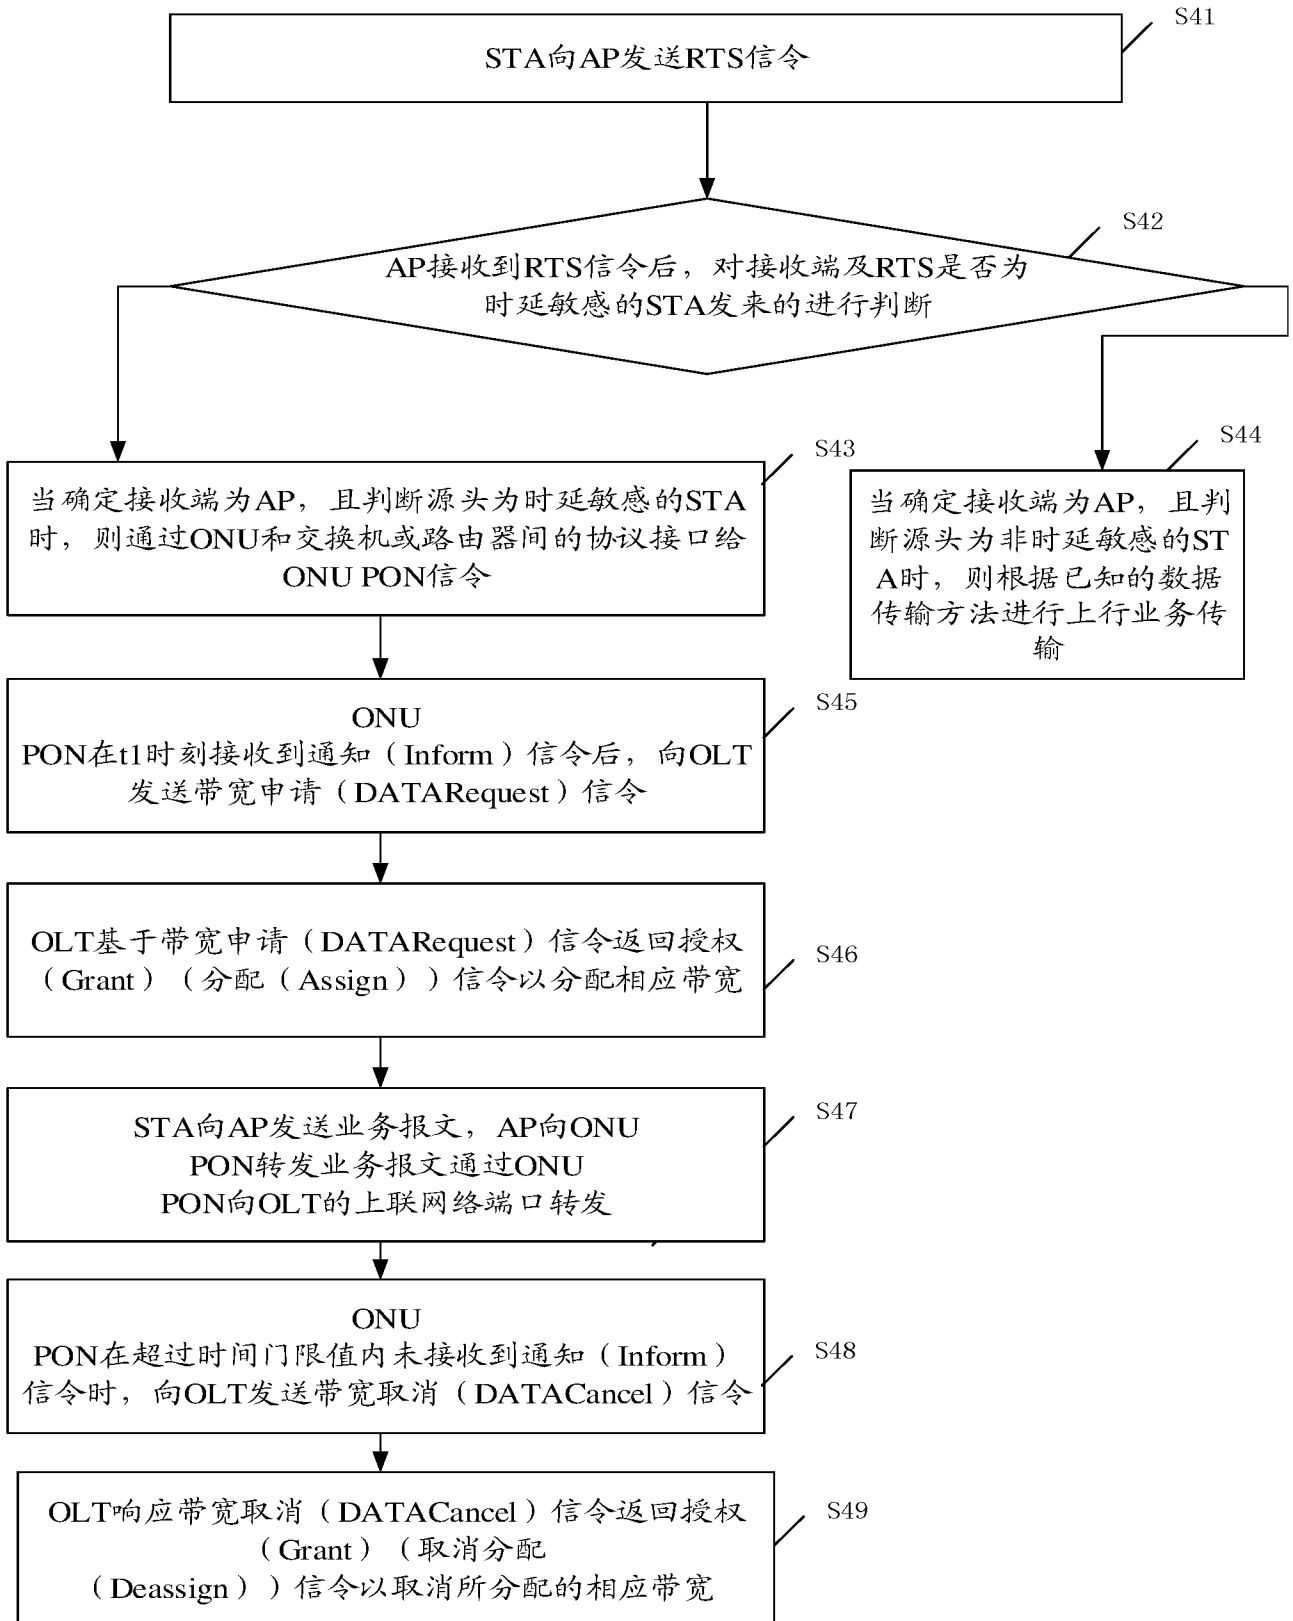 S41
STA向AP发送RTS信令
S42
AP接收到RTS信令后，对接收端及RTS是否为
时延敏感的STA发来的进行判断
S43
当确定接收端为AP，且判断源头为时延敏感的STA
时，则通过ONU和交换机或路由器间的协议接口给
ONU PON信令
S44
当确定接收端为AP，且判
断源头为非时延敏感的ST
A时，则根据已知的数据
传输方法进行上行业务传
输
S45
ONU
PON在t1时刻接收到通知（Inform）信令后，向OLT
发送带宽申请（DATARequest）信令
S46
OLT基于带宽申请（DATARequest）信令返回授权
（Grant）（分配（Assign））信令以分配相应带宽
S47
STA向AP发送业务报文，AP向ONU
PON转发业务报文通过ONU
PON向OLT的上联网络端口转发
S48
ONU
PON在超过时间门限值内未接收到通知（Inform）
信令时，向OLT发送带宽取消（DATACancel）信令
S49
OLT响应带宽取消（DATACancel）信令返回授权
（Grant）（取消分配
（Deassign））信令以取消所分配的相应带宽